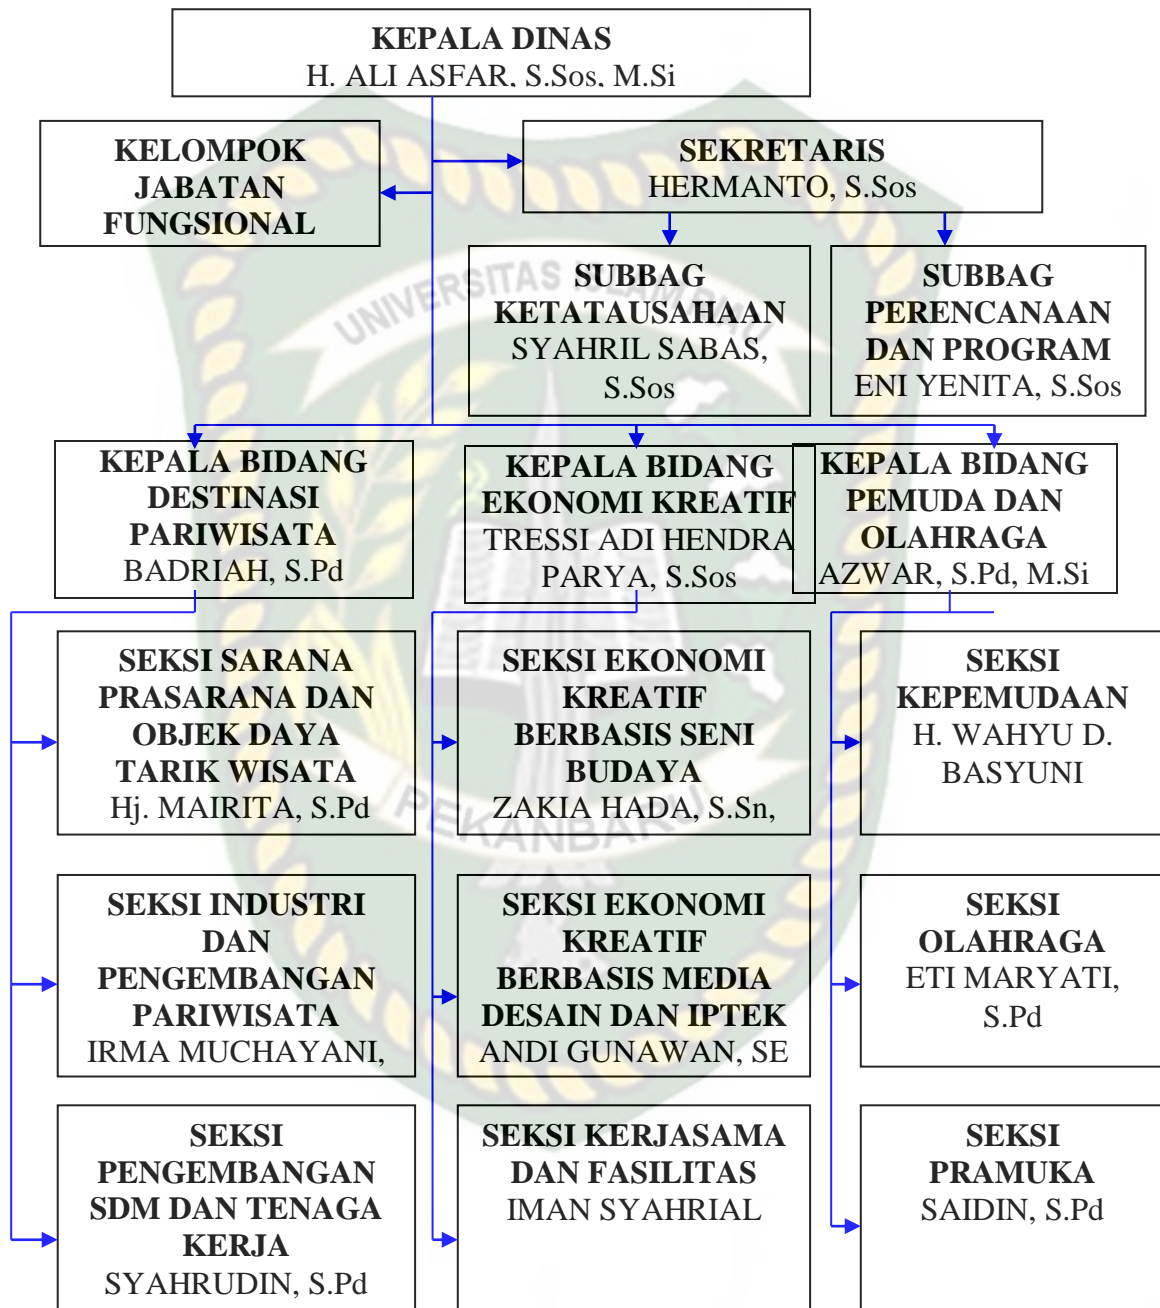 KEPALA DINAS
H. ALI ASFAR, S.Sos, M.Si
KELOMPOK
JABATAN
FUNGSIONAL
SEKRETARIS
HERMANTO, S.Sos
SUBBAG
KETATAUSAHAAN
SYAHRIL SABAS,
S.Sos
SUBBAG
PERENCANAAN
DAN PROGRAM
ENI YENITA, S.Sos
UNIVERSITAS ISLAM RIAU
KEPALA BIDANG
DESTINASI
PARIWISATA
BADRIAH, S.Pd
KEPALA BIDANG
EKONOMI KREATIF
TRESSI ADI HENDRA
PARYA, S.Sos
KEPALA BIDANG
PEMUDA DAN
OLAHRAGA
AZWAR, S.Pd, M.Si
SEKSI SARANA
PRASARANA DAN
OBJEK DAYA
TARIK WISATA
Hj. MAIRITA, S.Pd
SEKSI EKONOMI
KREATIF
BERBASIS SENI
BUDAYA
ZAKIA HADA, S.Sn,
SEKSI
KEPEMUDAAN
H. WAHYU D.
BASYUNI
PEKANBARU
SEKSI INDUSTRI
DAN
PENGEMBANGAN
PARIWISATA
IRMA MUCHAYANI,
SEKSI EKONOMI
KREATIF
BERBASIS MEDIA
DESAIN DAN IPTEK
ANDI GUNAWAN, SE
SEKSI
OLAHRAGA
ETI MARYATI,
S.Pd
SEKSI
PENGEMBANGAN
SDM DAN TENAGA
KERJA
SYAHRUDIN, S.Pd
SEKSI KERJASAMA
DAN FASILITAS
IMAN SYAHRIAL
SEKSI
PRAMUKA
SAIDIN, S.Pd